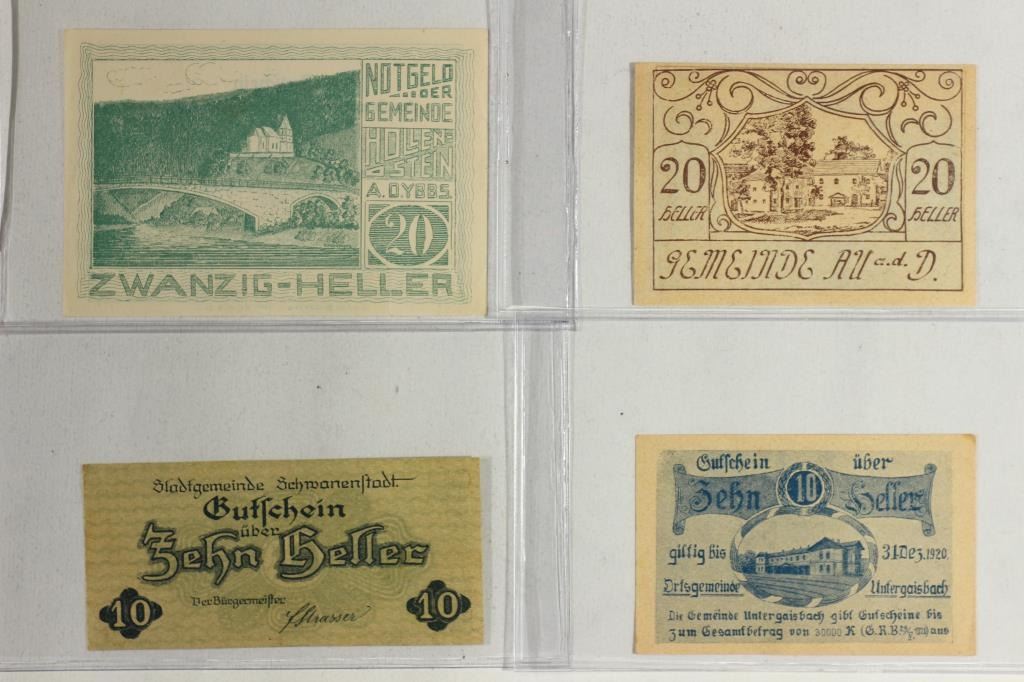 NOTGELD
DER
GEMEINDE
HOLLEN=
STEIN
A.D YBBS.
20
ZWANZIG-HELLER
20
HELLER
20
HELLER
GEMEINDE AU a.d. D.
Stadtgemeinde Schwanenstadt
Gutschein
über
Zehn Heller
Der Bürgermeister
10
FStrasser
10
Gutschein über
Zehn 10 Heller
giltig bis 31.Dez.1920.
Ortsgemeinde Untergaisbach
Die Gemeinde Untergaisbach gibt Gutscheine bis
zum Gesamtbetrag von 30000 K (G.R.B. aus